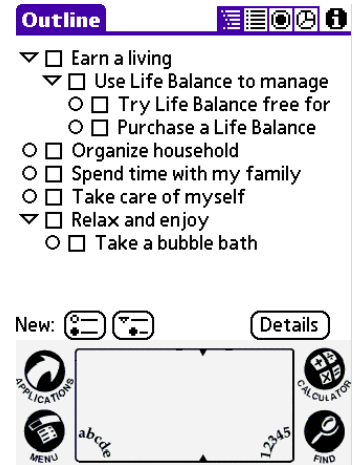 Outline
Earn a living
Use Life Balance to manage
Try Life Balance free for
Purchase a Life Balance
Organize household
Spend time with my family
Take care of myself
Relax and enjoy
Take a bubble bath
New:
Details
APPLICATIONS
CALCULATOR
MENU
abcde
12345
FIND